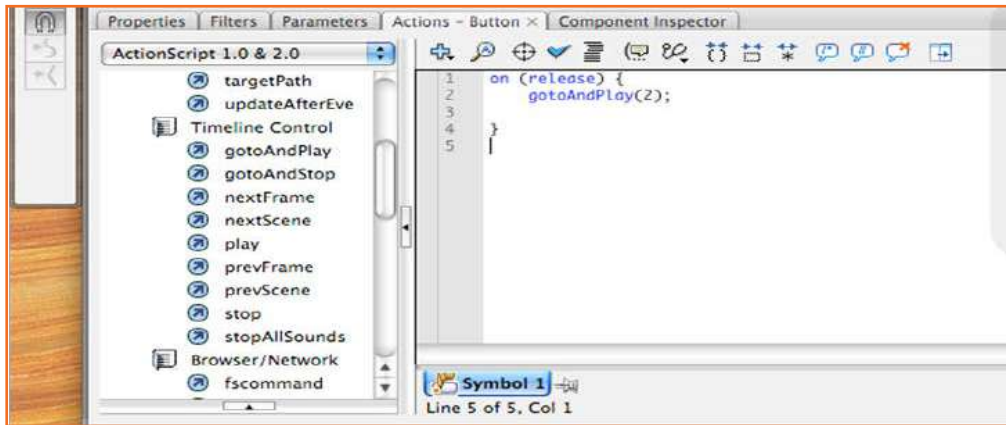 Properties Filters Parameters Actions - Button × Component Inspector
ActionScript 1.0 & 2.0
targetPath
updateAfterEve
Timeline Control
gotoAndPlay
gotoAndStop
nextFrame
nextScene
play
prevFrame
prevScene
stop
stopAllSounds
Browser/Network
fscommand
1 on (release) {
2 gotoAndPlay(2);
3
4 }
5
Symbol 1
Line 5 of 5, Col 1